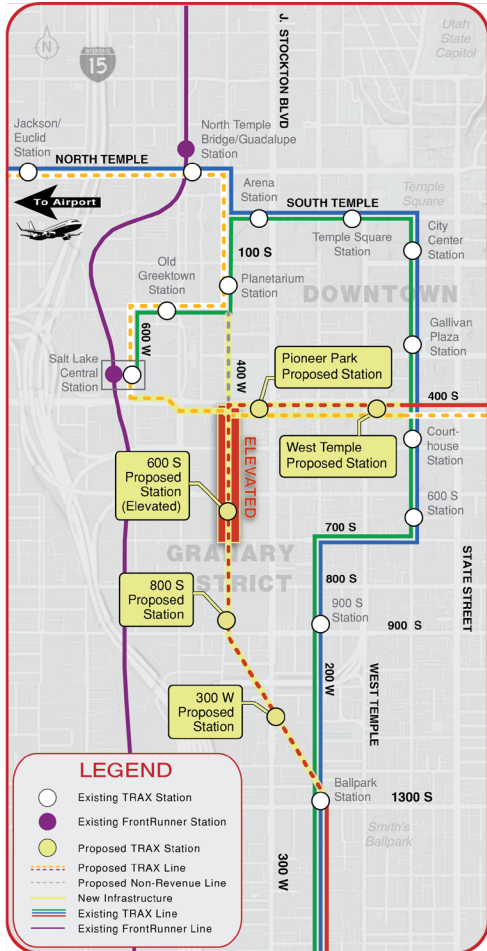 J. STOCKTON BLVD
Utah
State
Capitol
N
INTERSTATE
15
Jackson/
Euclid
Station
North Temple
Bridge/Guadalupe
Station
NORTH TEMPLE
To Airport
Arena
Station
SOUTH TEMPLE
Temple
Square
Temple Square
Station
City
Center
Station
100 S
Old
Greektown
Station
Planetarium
Station
DOWNTOWN
600 W
Gallivan
Plaza
Station
Salt Lake
Central
Station
400 W
Pioneer Park
Proposed Station
400 S
West Temple
Proposed Station
Court-
house
Station
ELEVATED
600 S
Proposed
Station
(Elevated)
600 S
Station
700 S
GRANARY
DISTRICT
800 S
800 S
Proposed
Station
STATE STREET
900 S
Station
900 S
200 W
WEST TEMPLE
300 W
Proposed
Station
Ballpark
Station
1300 S
Smith's
Ballpark
300 W
LEGEND
Existing TRAX Station
Existing FrontRunner Station
Proposed TRAX Station
Proposed TRAX Line
Proposed Non-Revenue Line
New Infrastructure
Existing TRAX Line
Existing FrontRunner Line